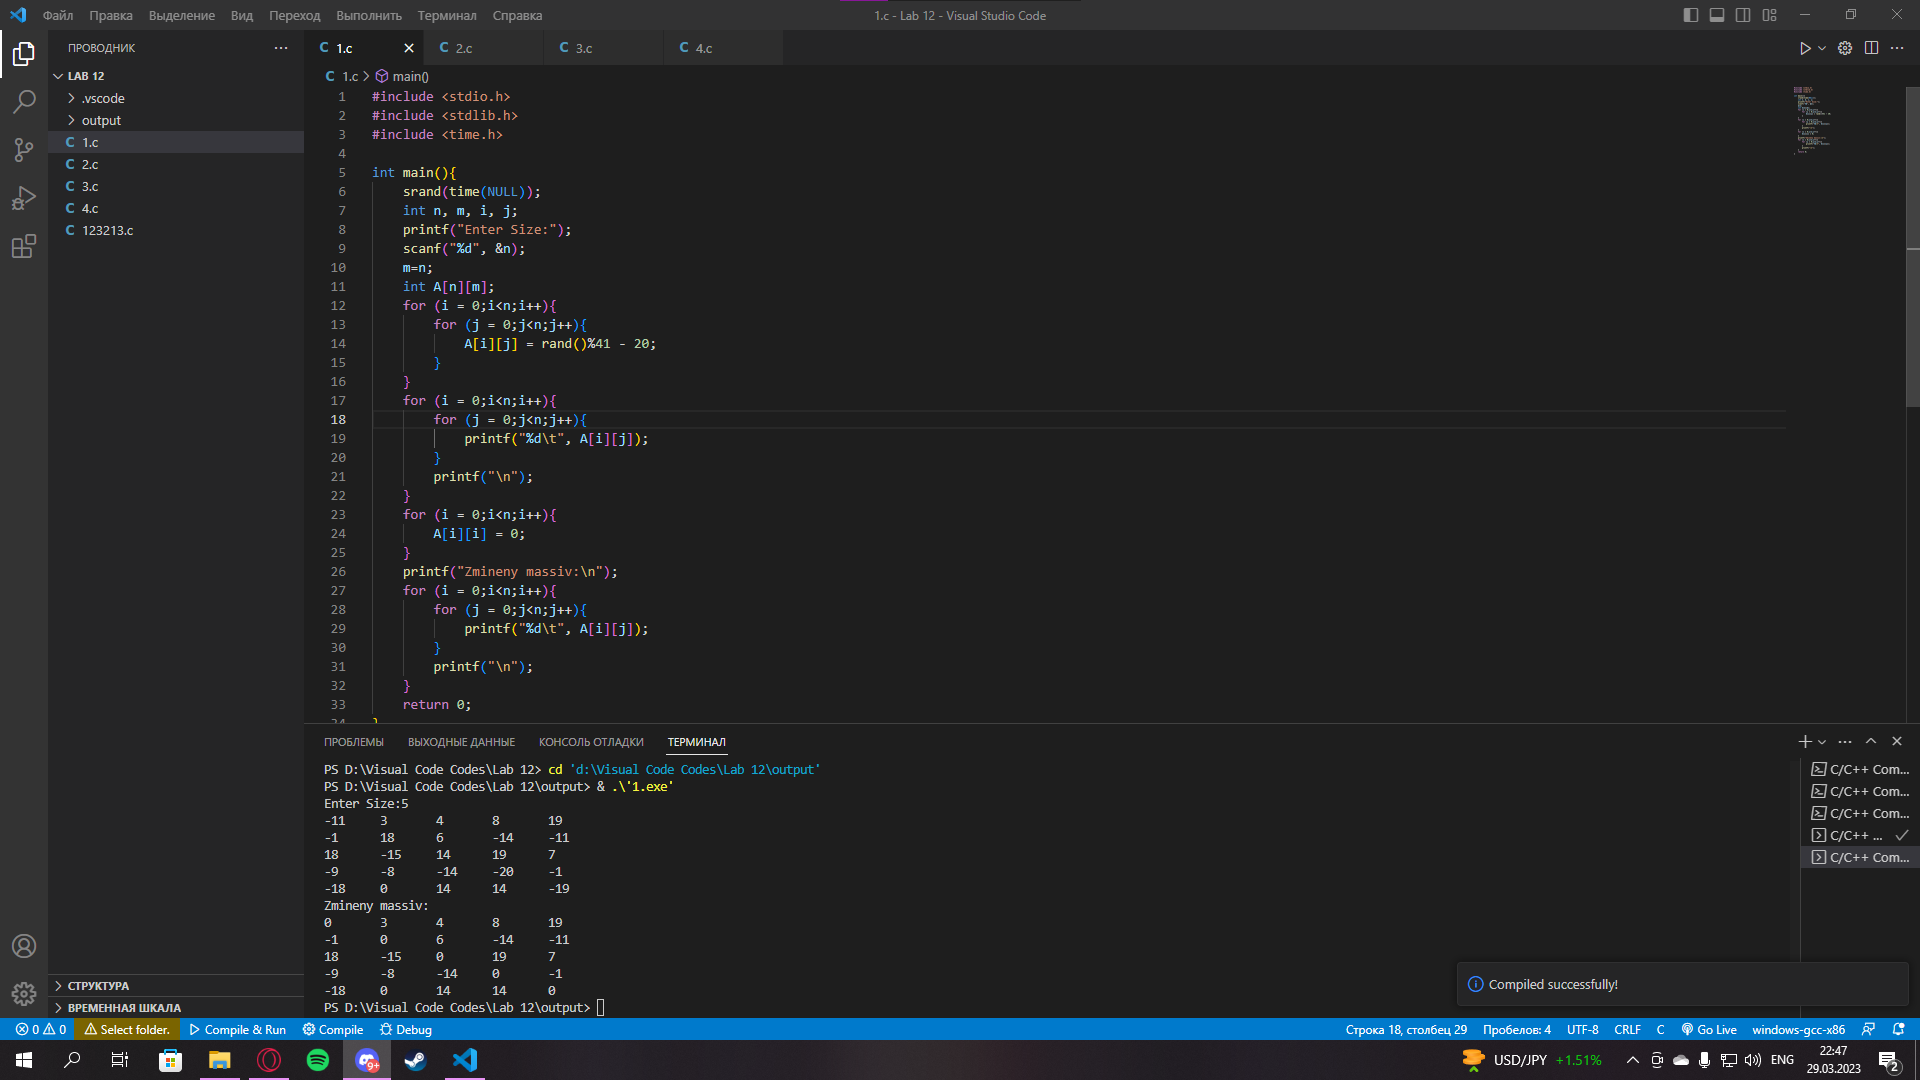 Файл Правка Выделение Вид Переход Выполнить Терминал Справка
1.c - Lab 12 - Visual Studio Code
ПРОВОДНИК
1.c 2.c 3.c 4.c
LAB 12
1.c > main()
.vscode
output
1.c
2.c
3.c
4.c
123213.c
1 #include <stdio.h>
2 #include <stdlib.h>
3 #include <time.h>
4
5 int main(){
6 srand(time(NULL));
7 int n, m, i, j;
8 printf("Enter Size:");
9 scanf("%d", &n);
10 m=n;
11 int A[n][m];
12 for (i = 0;i<n;i++){
13 for (j = 0;j<n;j++){
14 A[i][j] = rand()%41 - 20;
15 }
16 }
17 for (i = 0;i<n;i++){
18 for (j = 0;j<n;j++){
19 printf("%d\t", A[i][j]);
20 }
21 printf("\n");
22 }
23 for (i = 0;i<n;i++){
24 A[i][i] = 0;
25 }
26 printf("Zmineny massiv:\n");
27 for (i = 0;i<n;i++){
28 for (j = 0;j<n;j++){
29 printf("%d\t", A[i][j]);
30 }
31 printf("\n");
32 }
33 return 0;
34 }
ПРОБЛЕМЫ ВЫХОДНЫЕ ДАННЫЕ КОНСОЛЬ ОТЛАДКИ ТЕРМИНАЛ
PS D:\Visual Code Codes\Lab 12> cd 'd:\Visual Code Codes\Lab 12\output'
PS D:\Visual Code Codes\Lab 12\output> & .\'1.exe'
Enter Size:5
-11 3 4 8 19
-1 18 6 -14 -11
18 -15 14 19 7
-9 -8 -14 -20 -1
-18 0 14 14 -19
Zmineny massiv:
0 3 4 8 19
-1 0 6 -14 -11
18 -15 0 19 7
-9 -8 -14 0 -1
-18 0 14 14 0
PS D:\Visual Code Codes\Lab 12\output>
C/C++ Com...
C/C++ Com...
C/C++ Com...
C/C++ ...
C/C++ Com...
Compiled successfully!
СТРУКТУРА
ВРЕМЕННАЯ ШКАЛА
0 0 Select folder. Compile & Run Compile Debug
Строка 18, столбец 29 Пробелов: 4 UTF-8 CRLF C Go Live windows-gcc-x86
9+
USD/JPY +1.51% ENG
22:47
29.03.2023
2